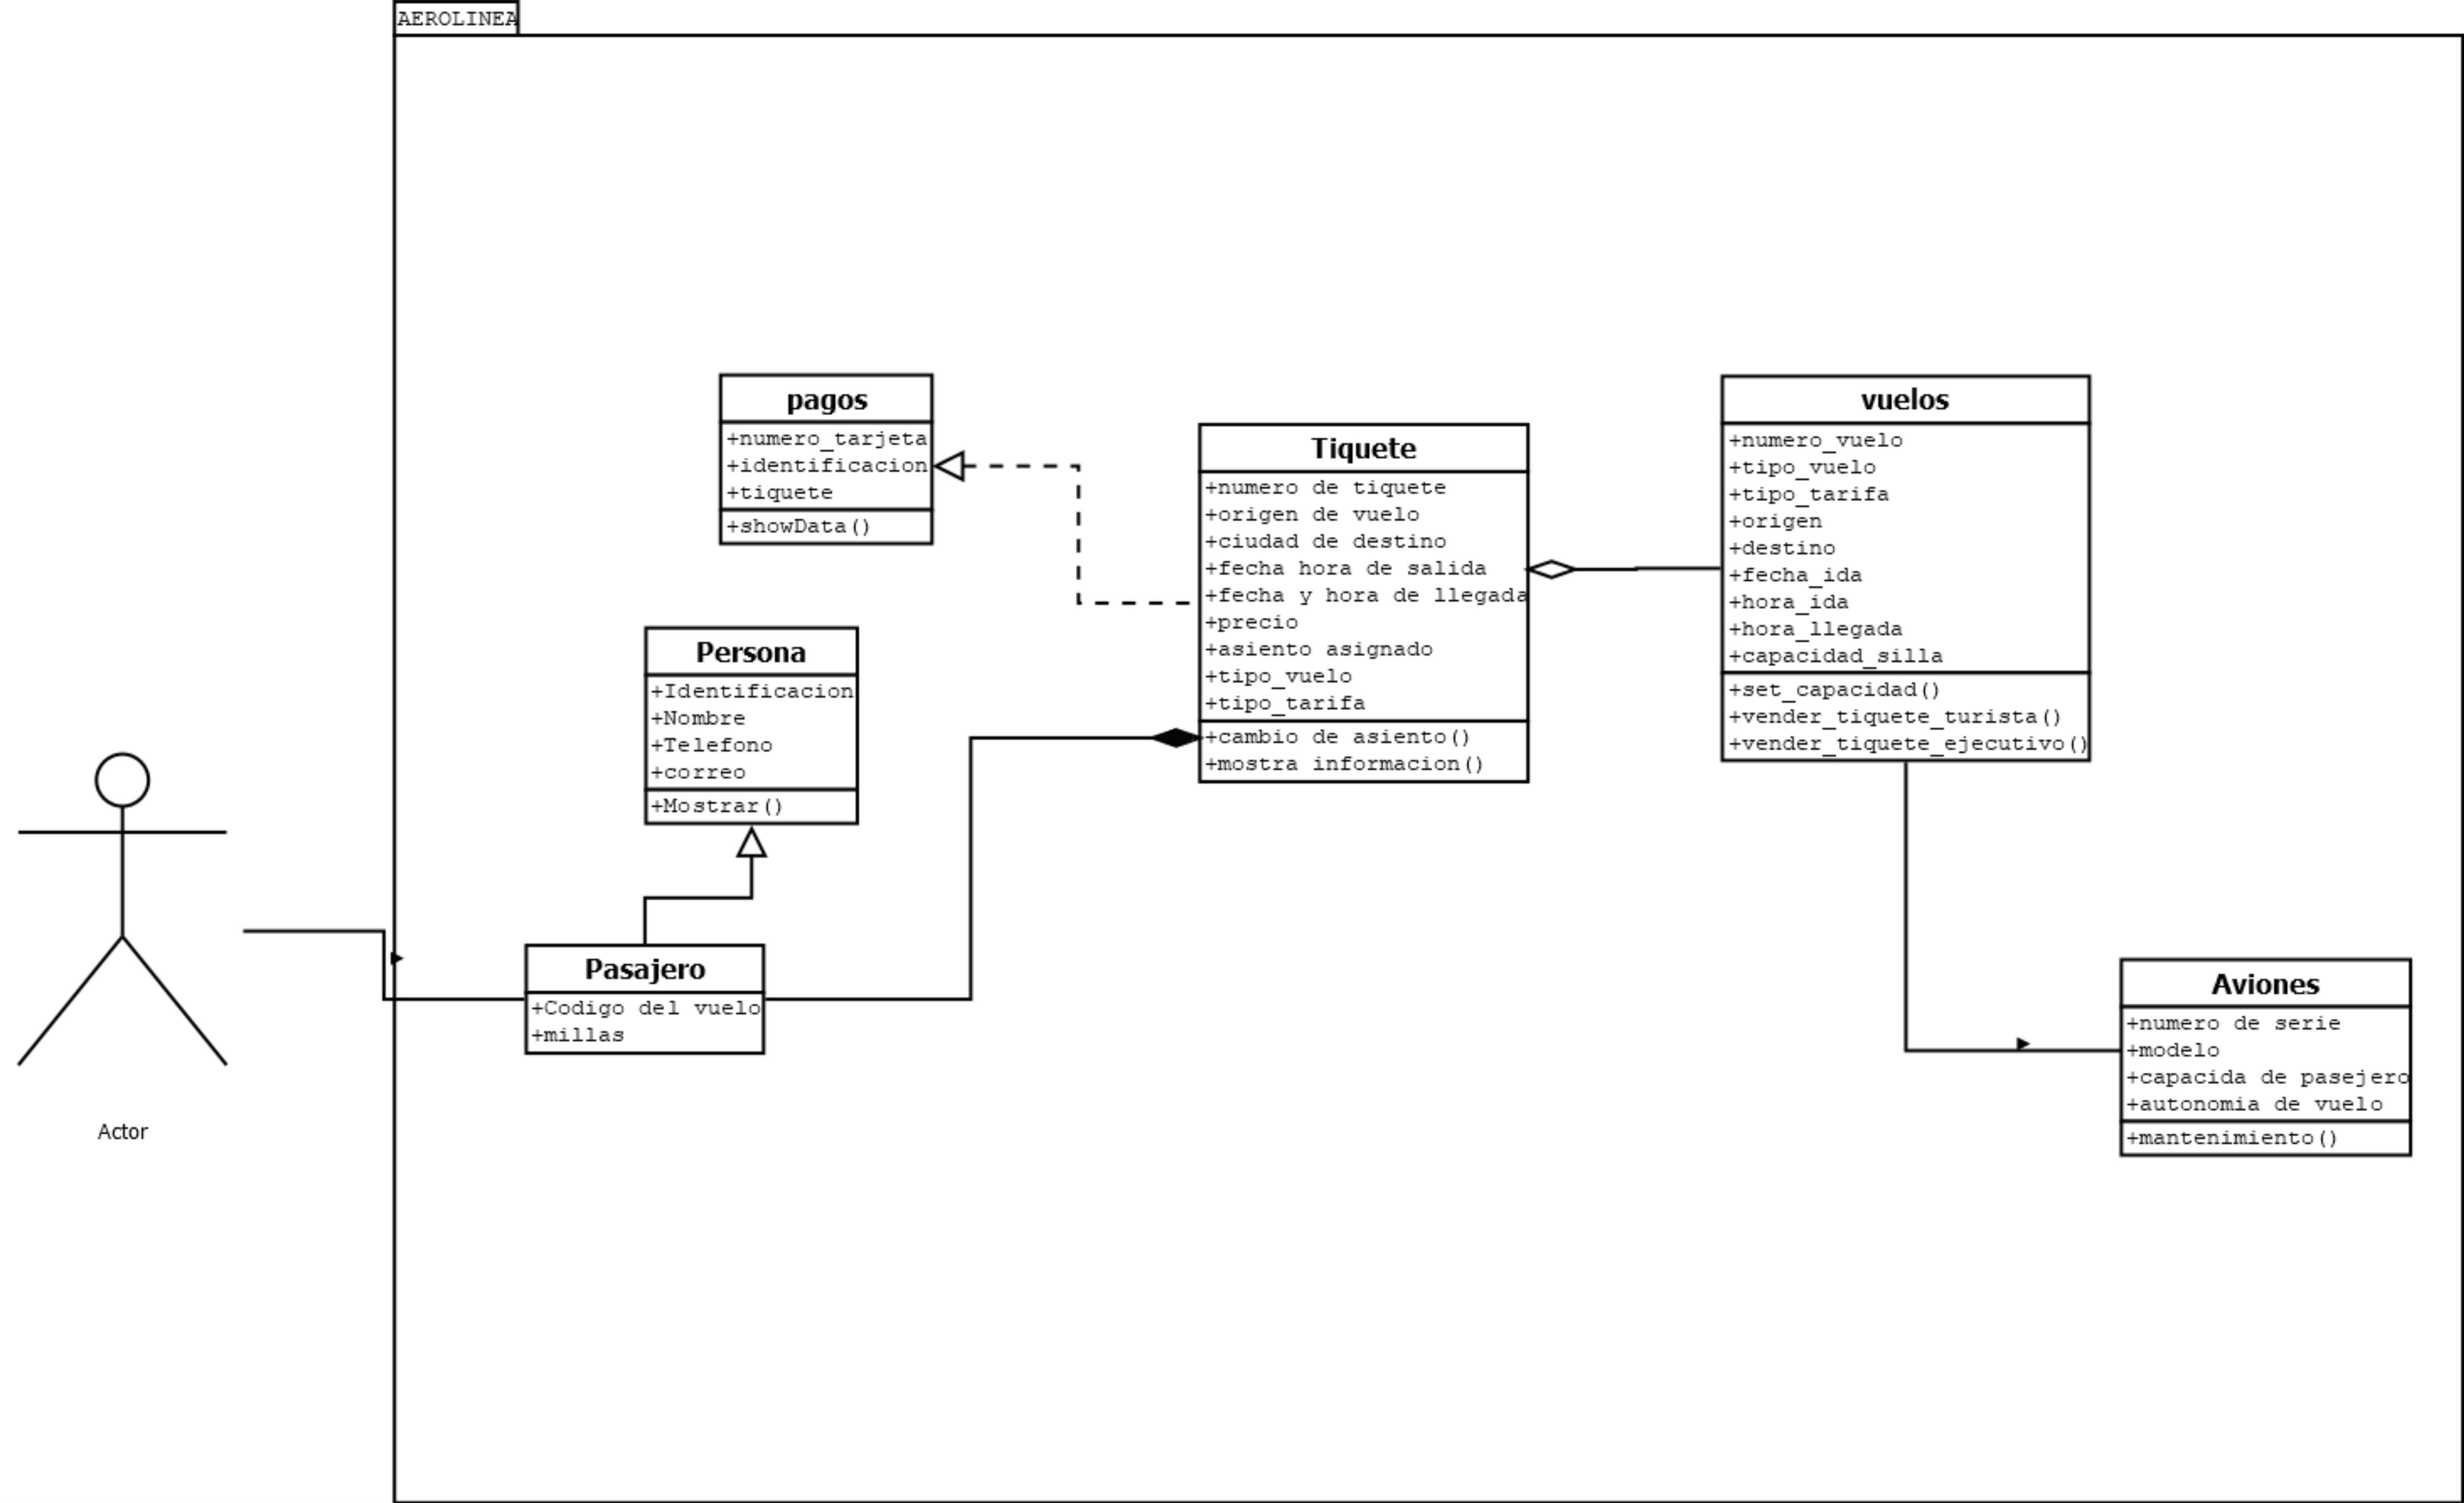 AEROLINEA
pagos
+numero_tarjeta
+identificacion
+tiquete
+showData()
Persona
+Identificacion
+Nombre
+Telefono
+correo
+Mostrar()
Actor
Pasajero
+Codigo del vuelo
+millas
Tiquete
+numero de tiquete
+origen de vuelo
+ciudad de destino
+fecha hora de salida
+fecha y hora de llegada
+precio
+asiento asignado
+tipo_vuelo
+tipo_tarifa
+cambio de asiento()
+mostra informacion()
vuelos
+numero_vuelo
+tipo_vuelo
+tipo_tarifa
+origen
+destino
+fecha_ida
+hora_ida
+hora_llegada
+capacidad_silla
+set_capacidad()
+vender_tiquete_turista()
+vender_tiquete_ejecutivo()
Aviones
+numero de serie
+modelo
+capacida de pasejero
+autonomia de vuelo
+mantenimiento()